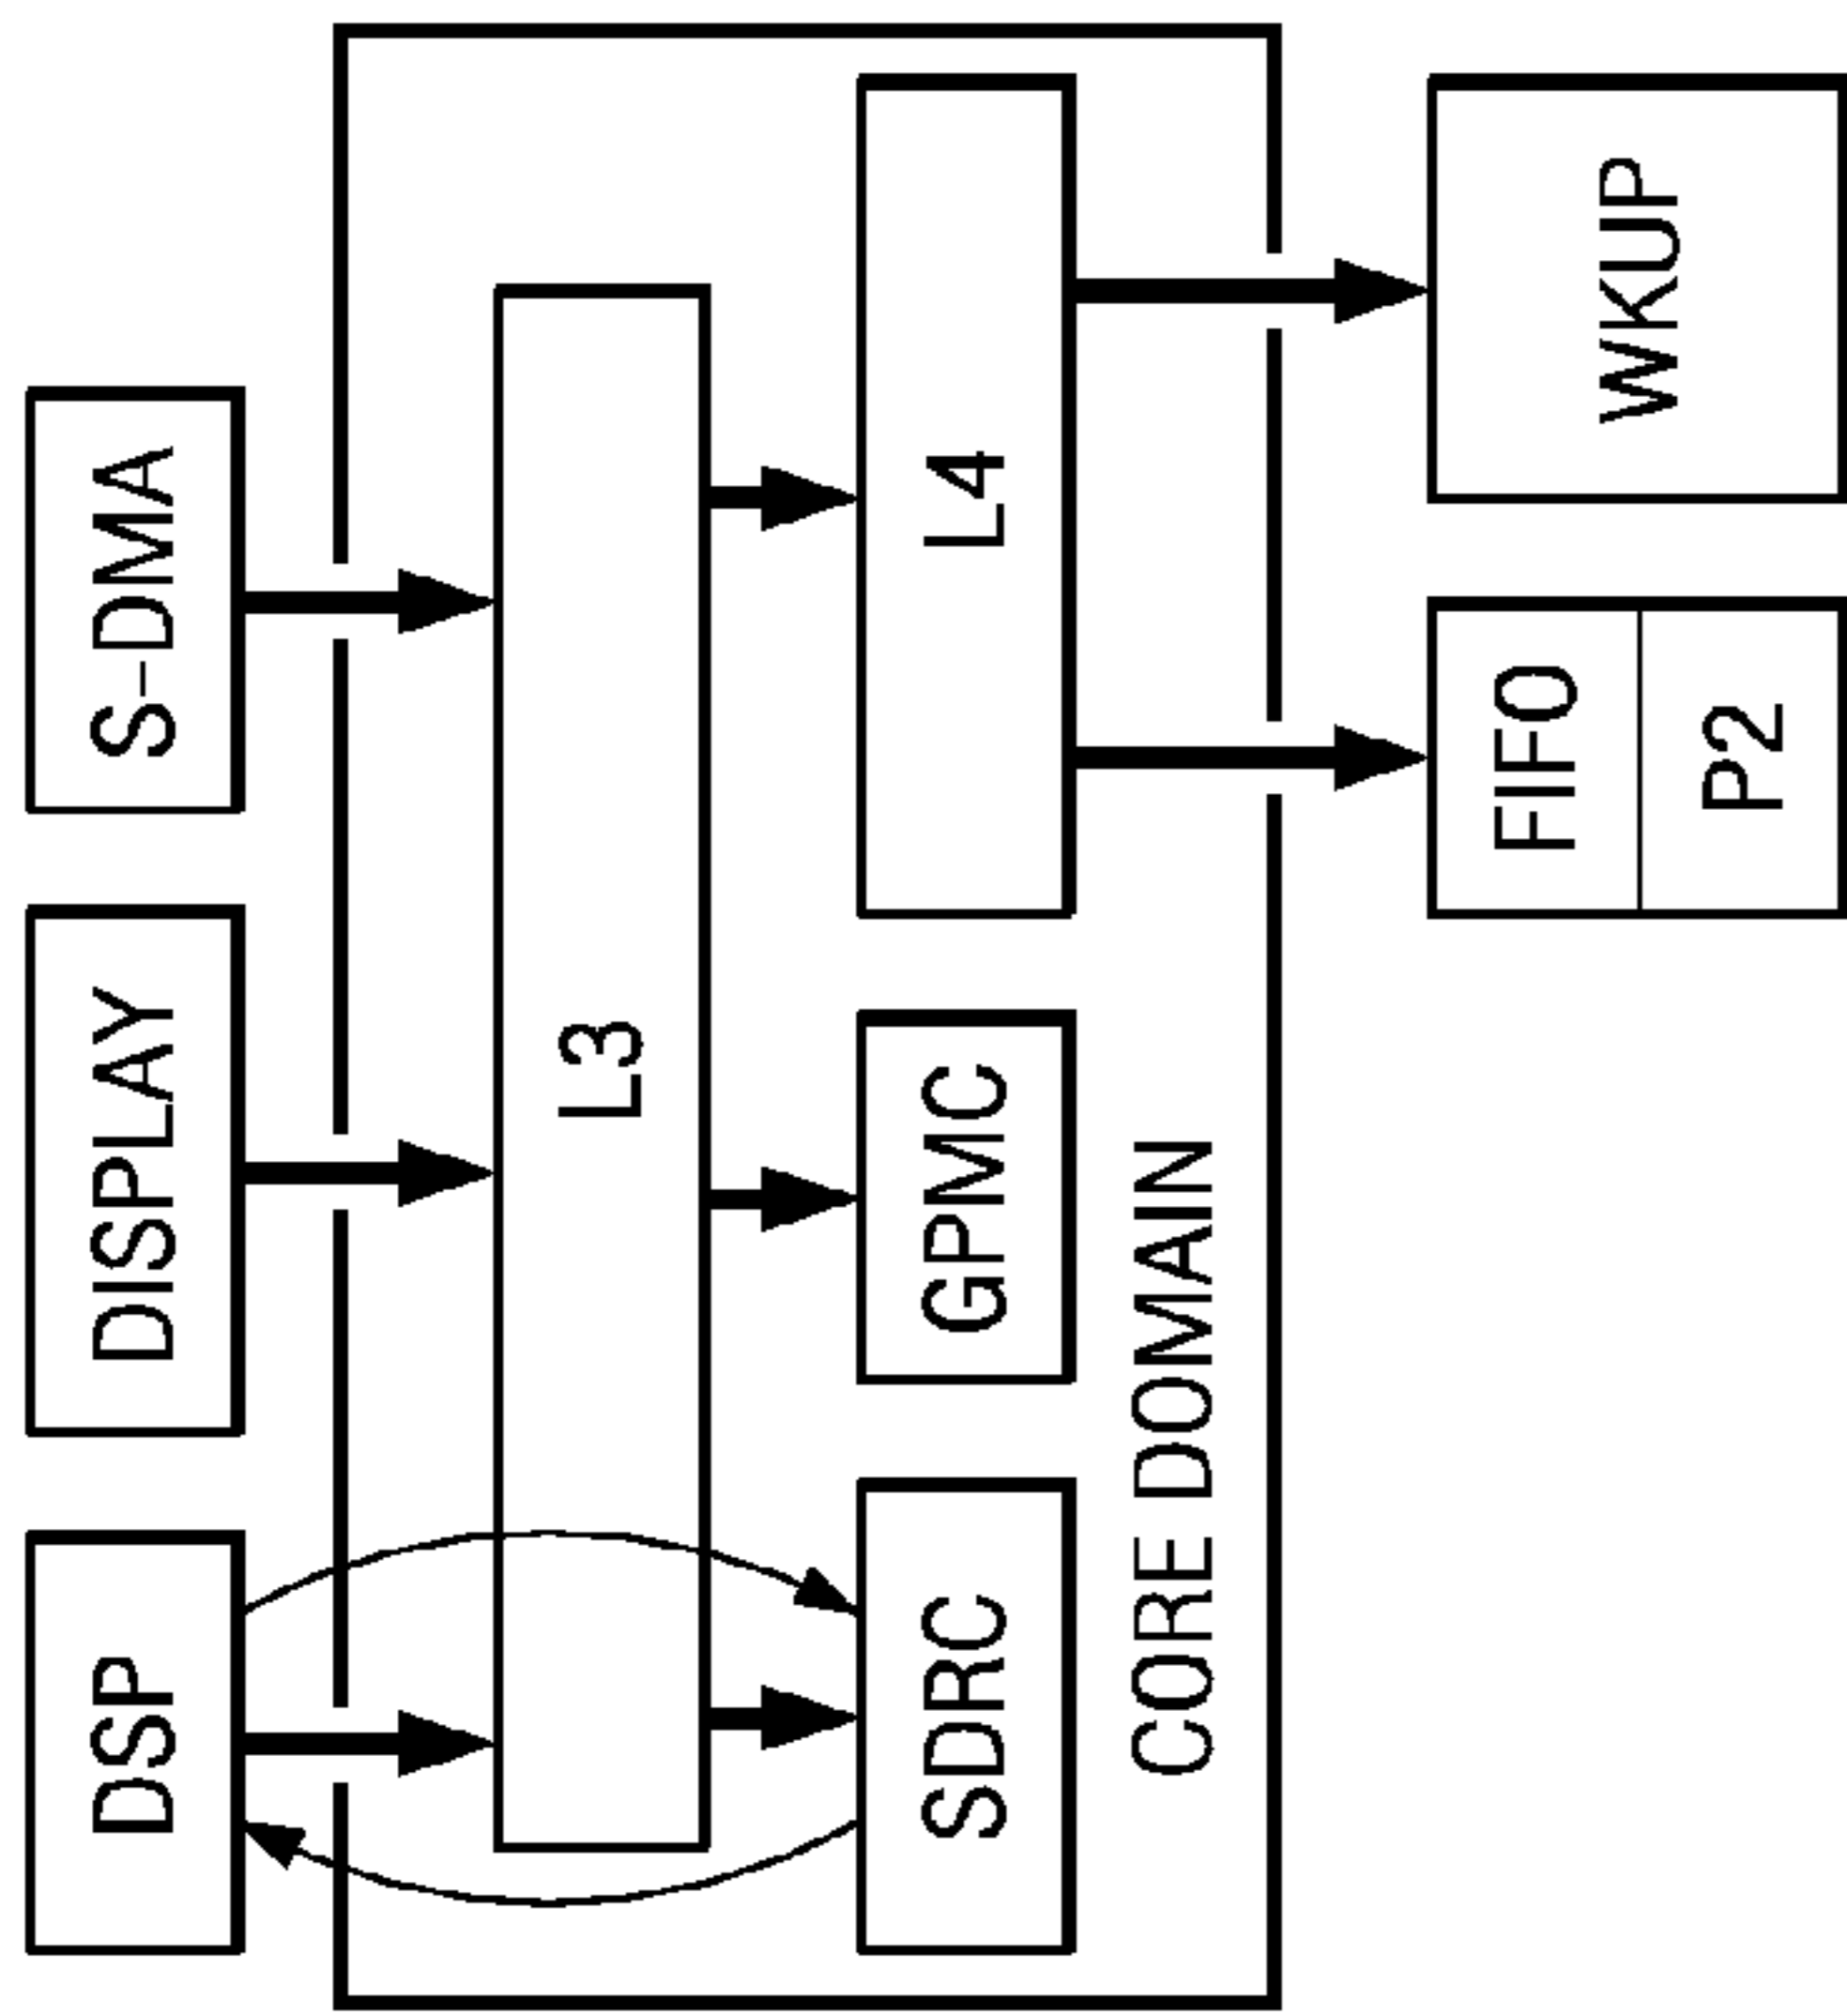 DSP
DISPLAY
S-DMA
L3
SDRC
GPMC
L4
CORE DOMAIN
FIFO
P2
WKUP